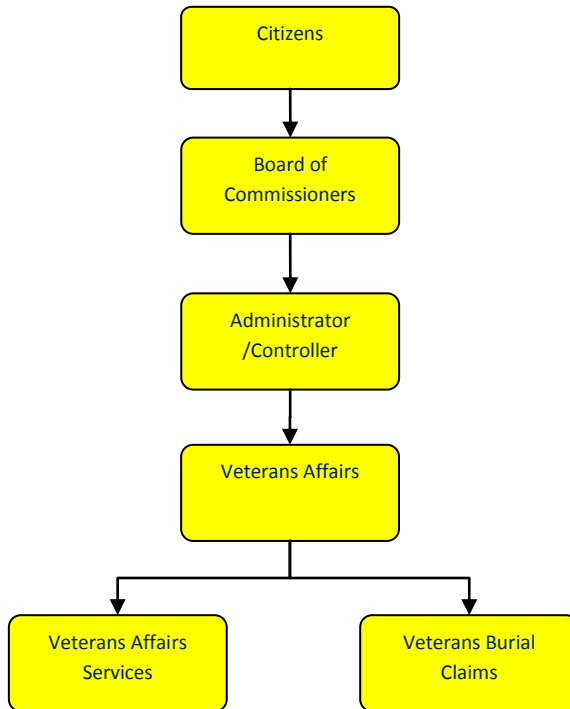 Citizens
Board of
Commissioners
Administrator
/Controller
Veterans Affairs
Veterans Affairs
Services
Veterans Burial
Claims